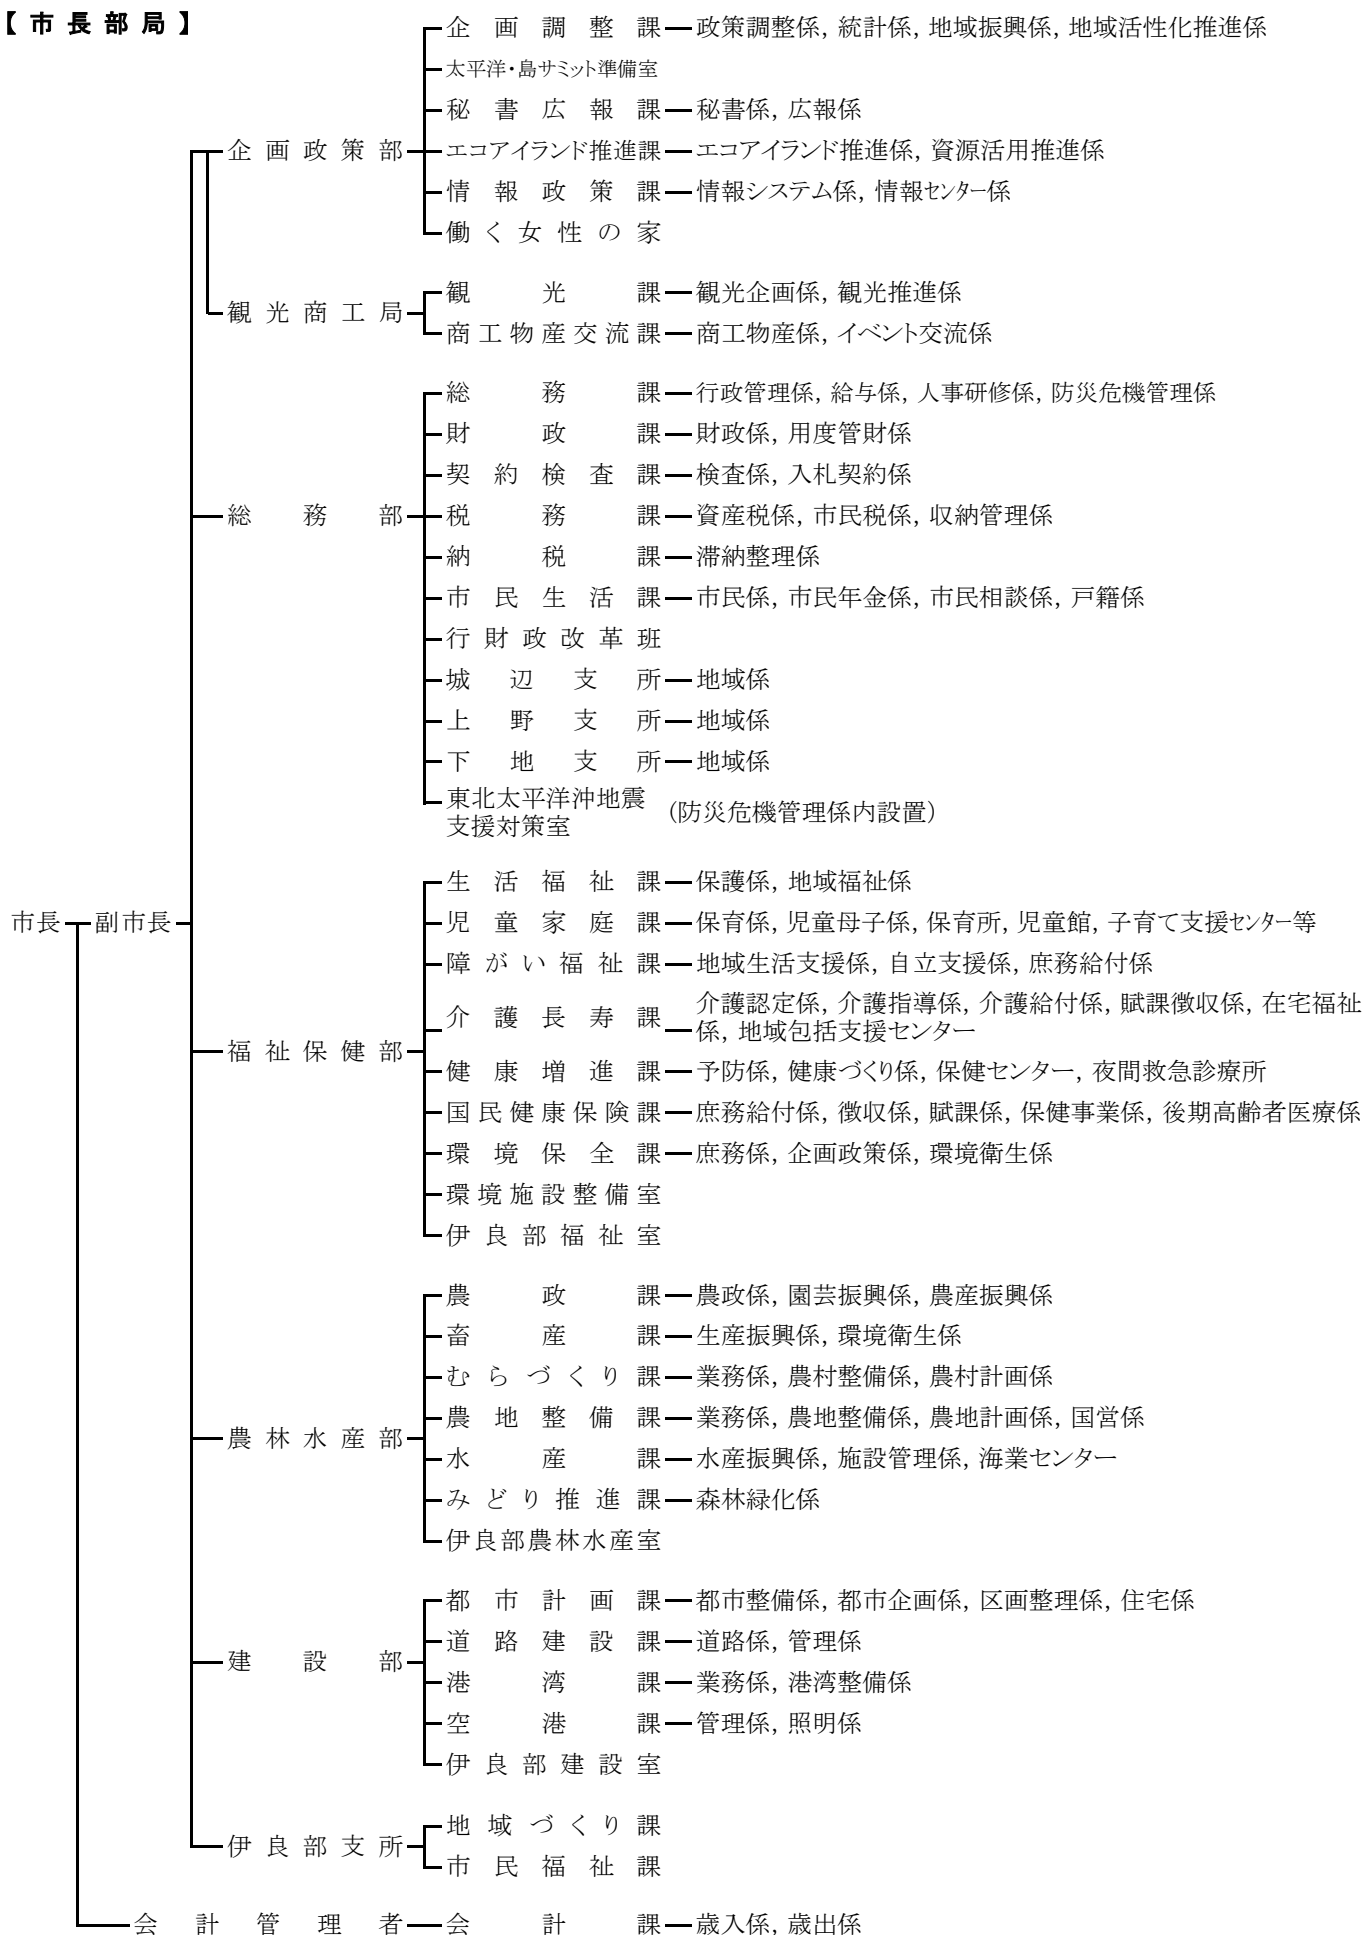 【市長部局】
企画調整課 政策調整係, 統計係, 地域振興係, 地域活性化推進係
太平洋・島サミット準備室
秘書広報課 秘書係, 広報係
企画政策部 エコアイランド推進課 エコアイランド推進係, 資源活用推進係
情報政策課 情報システム係, 情報センター係
働く女性の家
観光課 観光企画係, 観光推進係
観光商工局
商工物産交流課 商工物産係, イベント交流係
総務課 行政管理係, 給与係, 人事研修係, 防災危機管理係
財政課 財政係, 用度管財係
契約検査課 検査係, 入札契約係
総務部 税務課 資産税係, 市民税係, 収納管理係
納税課 滞納整理係
市民生活課 市民係, 市民年金係, 市民相談係, 戸籍係
行財政改革班
城辺支所 地域係
上野支所 地域係
下地支所 地域係
東北太平洋沖地震
支援対策室 (防災危機管理係内設置)
生活福祉課 保護係, 地域福祉係
市長 副市長 児童家庭課 保育係, 児童母子係, 保育所, 児童館, 子育て支援センター等
障がい福祉課 地域生活支援係, 自立支援係, 庶務給付係
介護長寿課 介護認定係, 介護指導係, 介護給付係, 賦課徴収係, 在宅福祉
係, 地域包括支援センター
福祉保健部
健康増進課 予防係, 健康づくり係, 保健センター, 夜間救急診療所
国民健康保険課 庶務給付係, 徴収係, 賦課係, 保健事業係, 後期高齢者医療係
環境保全課 庶務係, 企画政策係, 環境衛生係
環境施設整備室
伊良部福祉室
農政課 農政係, 園芸振興係, 農産振興係
畜産課 生産振興係, 環境衛生係
むらづくり課 業務係, 農村整備係, 農村計画係
農地整備課 業務係, 農地整備係, 農地計画係, 国営係
農林水産部
水産課 水産振興係, 施設管理係, 海業センター
みどり推進課 森林緑化係
伊良部農林水産室
都市計画課 都市整備係, 都市企画係, 区画整理係, 住宅係
道路建設課 道路係, 管理係
建設部
港湾課 業務係, 港湾整備係
空港課 管理係, 照明係
伊良部建設室
地域づくり課
伊良部支所
市民福祉課
会計管理者 会計課 歳入係, 歳出係